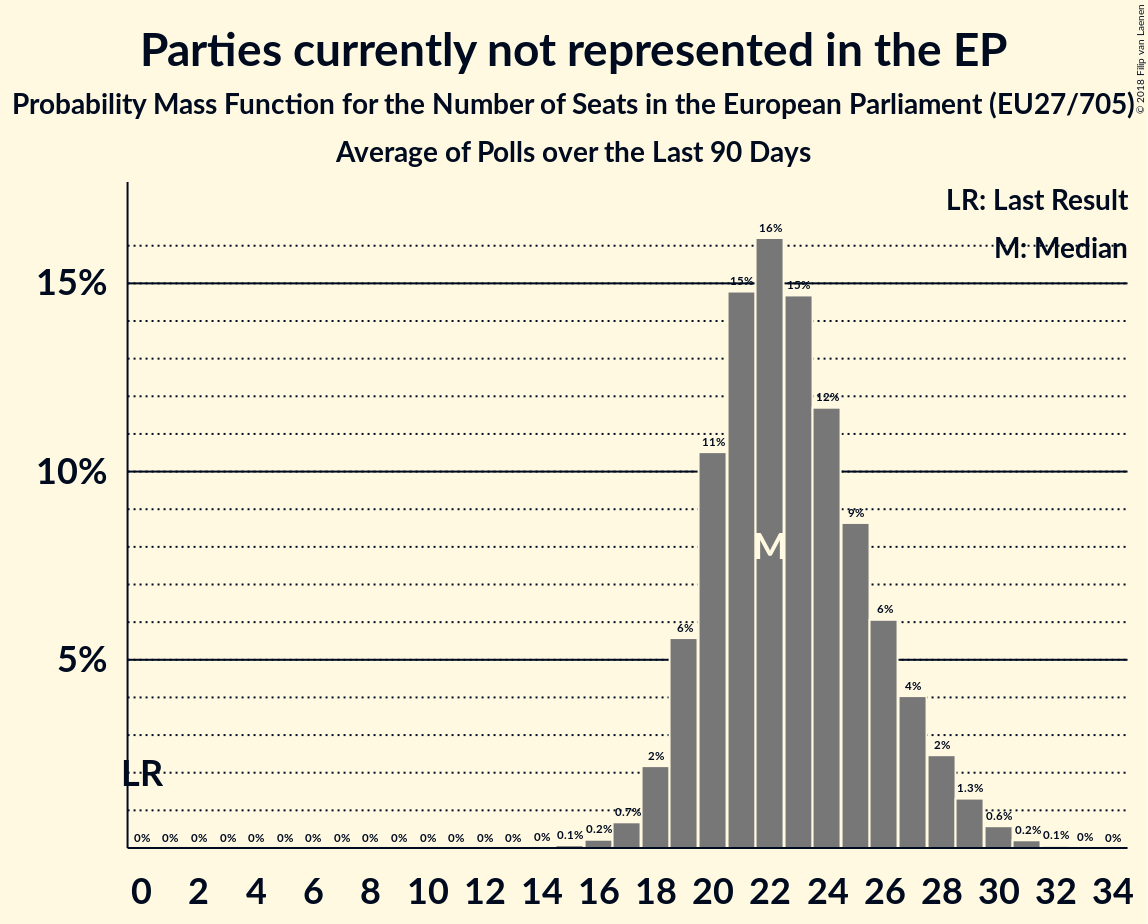 Parties currently not represented in the EP
Probability Mass Function for the Number of Seats in the European Parliament (EU27/705)
Average of Polls over the Last 90 Days
© 2018 Filip van Laenen
LR: Last Result
M: Median
15%
10%
5%
LR
M
0% 0% 0% 0% 0% 0% 0% 0% 0% 0% 0% 0% 0% 0% 0% 0.1% 0.2% 0.7% 2% 6% 11% 15% 16% 15% 12% 9% 6% 4% 2% 1.3% 0.6% 0.2% 0.1% 0% 0%
0 2 4 6 8 10 12 14 16 18 20 22 24 26 28 30 32 34